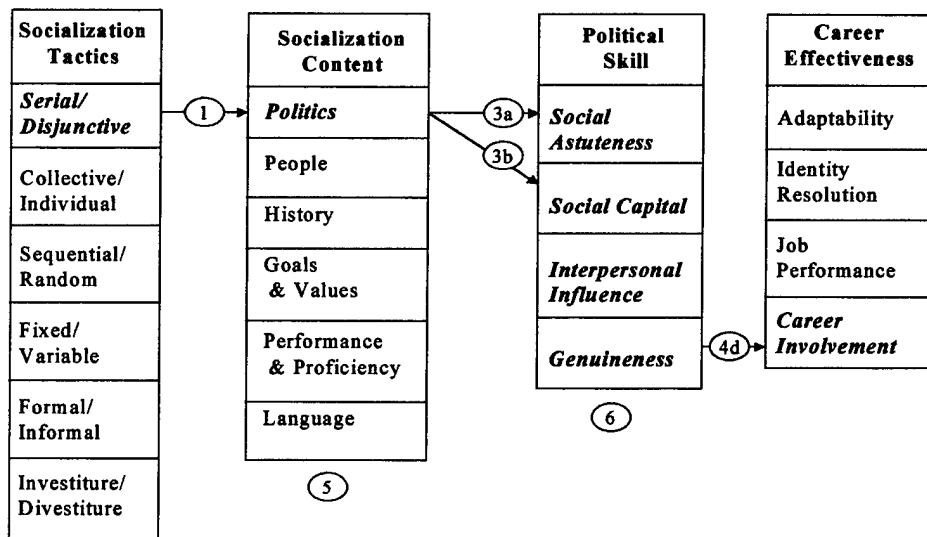 Socialization
Tactics
Serial/
Disjunctive
Collective/
Individual
Sequential/
Random
Fixed/
Variable
Formal/
Informal
Investiture/
Divestiture
1
Socialization
Content
Politics
People
History
Goals
& Values
Performance
& Proficiency
Language
5
3a
3b
Political
Skill
Social
Astuteness
Social Capital
Interpersonal
Influence
Genuineness
6
4d
Career
Effectiveness
Adaptability
Identity
Resolution
Job
Performance
Career
Involvement